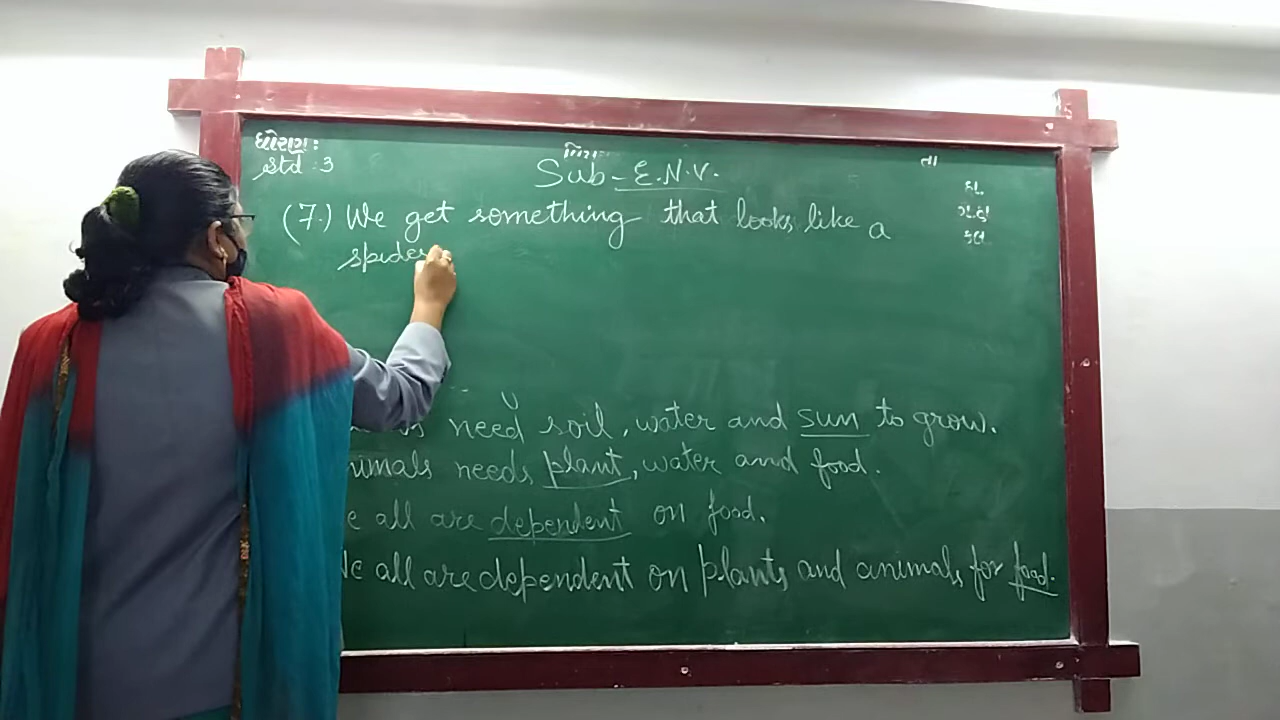 ધોરણ:
std : 3
વિષય
તા
Sub - E.N.V.
હા.
ગે.હા
કુલ
(7.) We get something that looks like a
spider
need soil, water and sun to grow.
needs plant, water and food.
all are dependent on food.
all are dependent on plants and animals for food.